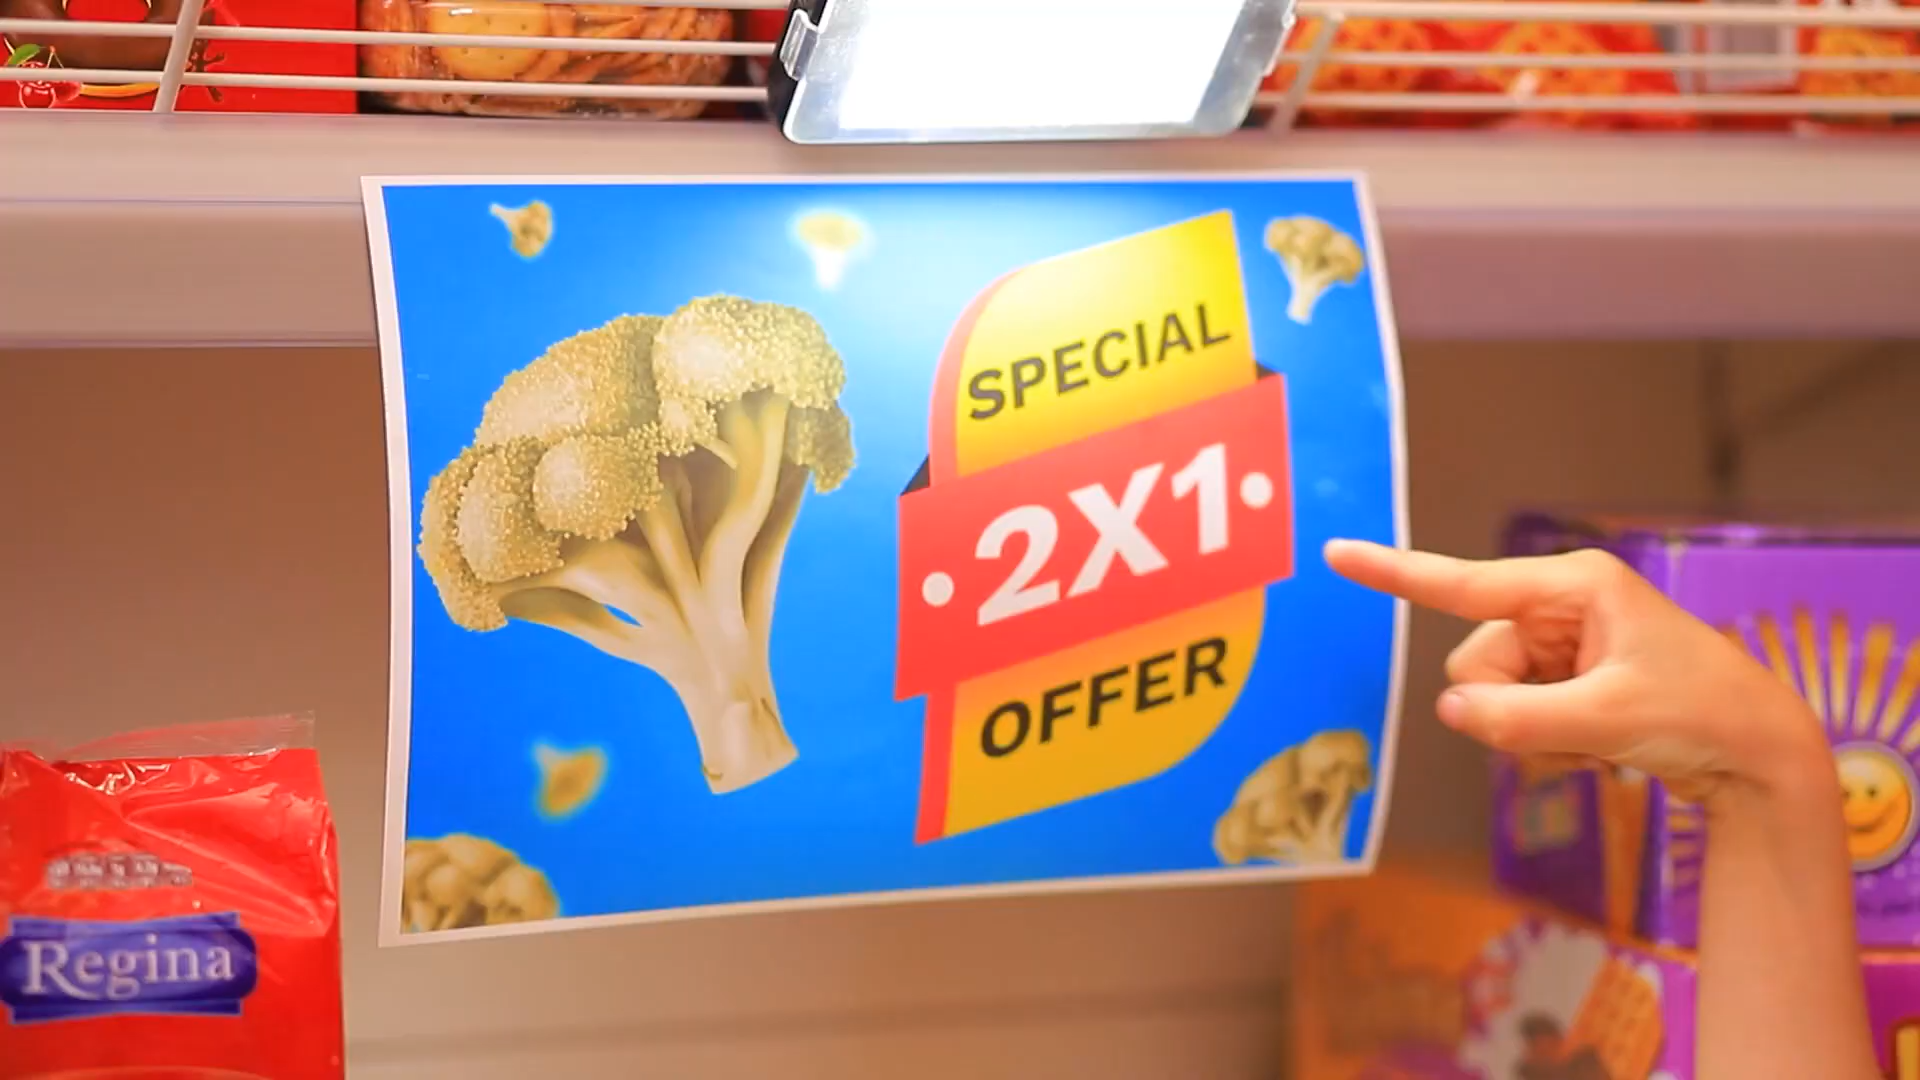 SPECIAL
•2X1•
OFFER
Regina